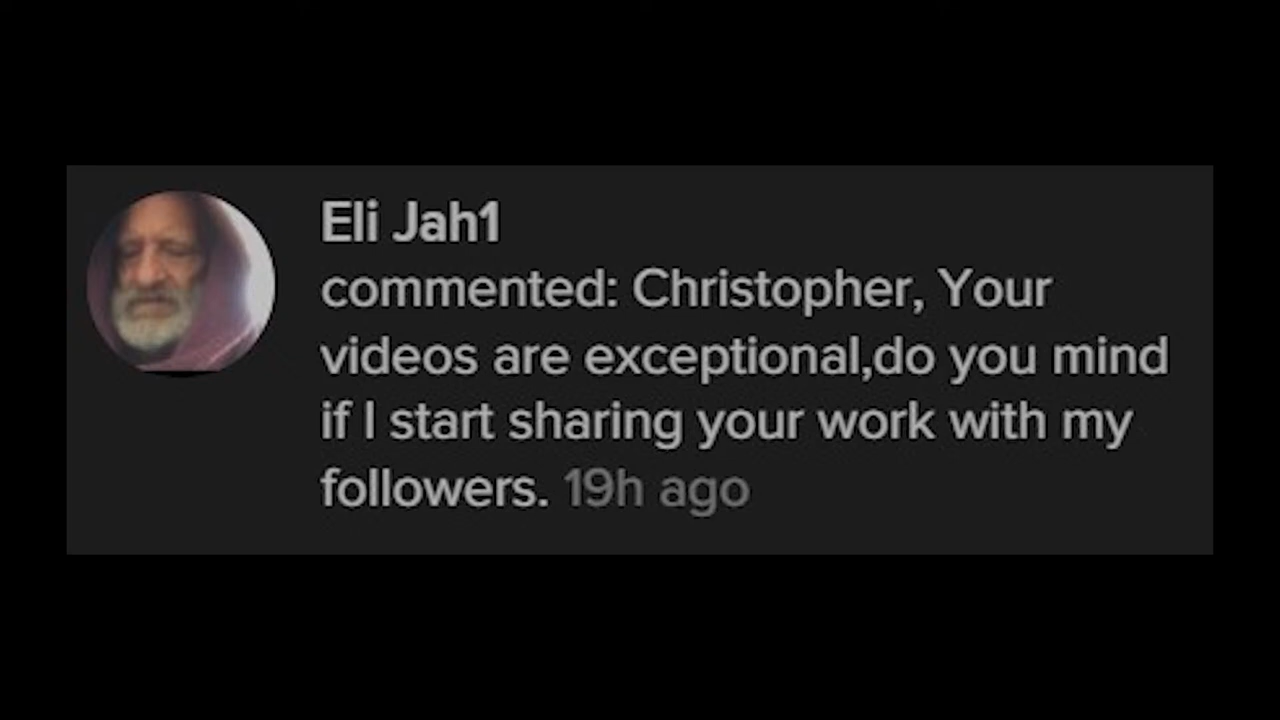 Eli Jah1
commented: Christopher, Your
videos are exceptional,do you mind
if I start sharing your work with my
followers. 19h ago